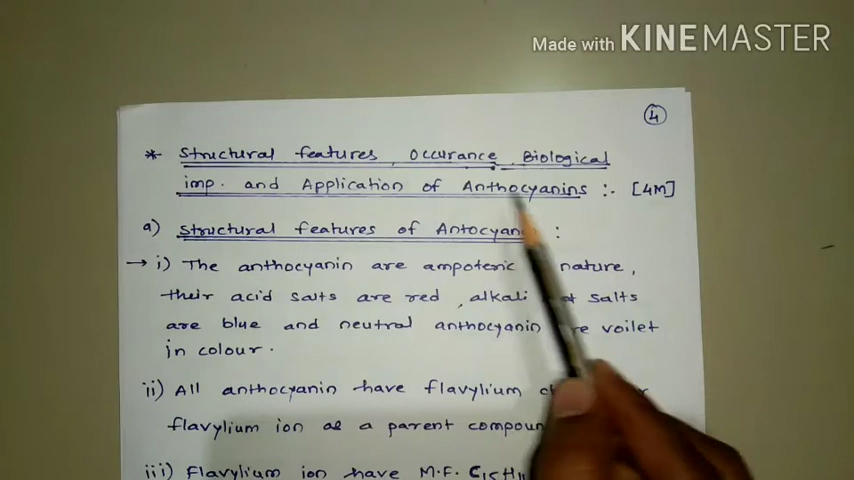 Made with KINEMASTER
4
* Structural features, Occurance, Biological
imp. and Application of Anthocyanins :- [4M]
a) Structural features of Antocyan :
→ i) The anthocyanin are ampoteric nature,
their acid salts are red, alkali salts
are blue and neutral anthocyanin voilet
in colour.
ii) All anthocyanin have flavylium
flavylium ion as a parent
iii) Flavylium ion have M.F.